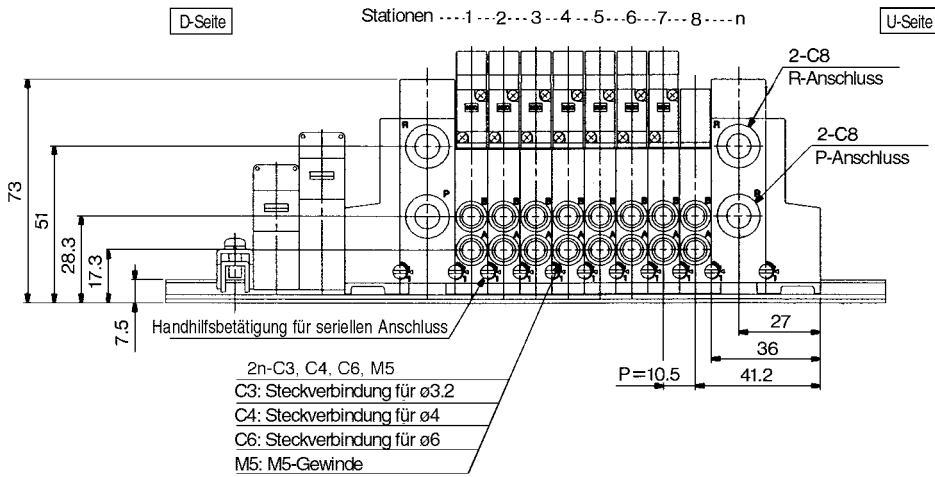 D-Seite
Stationen ----1----2----3----4----5----6----7----8----n
U-Seite
2-C8
R-Anschluss
2-C8
P-Anschluss
R
R
P
B
B B B B B B B B
A A A A A A A A
73
51
28.3
17.3
7.5
Handhilfsbetätigung für seriellen Anschluss
27
36
P=10.5
41.2
2n-C3, C4, C6, M5
C3: Steckverbindung für ø3.2
C4: Steckverbindung für ø4
C6: Steckverbindung für ø6
M5: M5-Gewinde